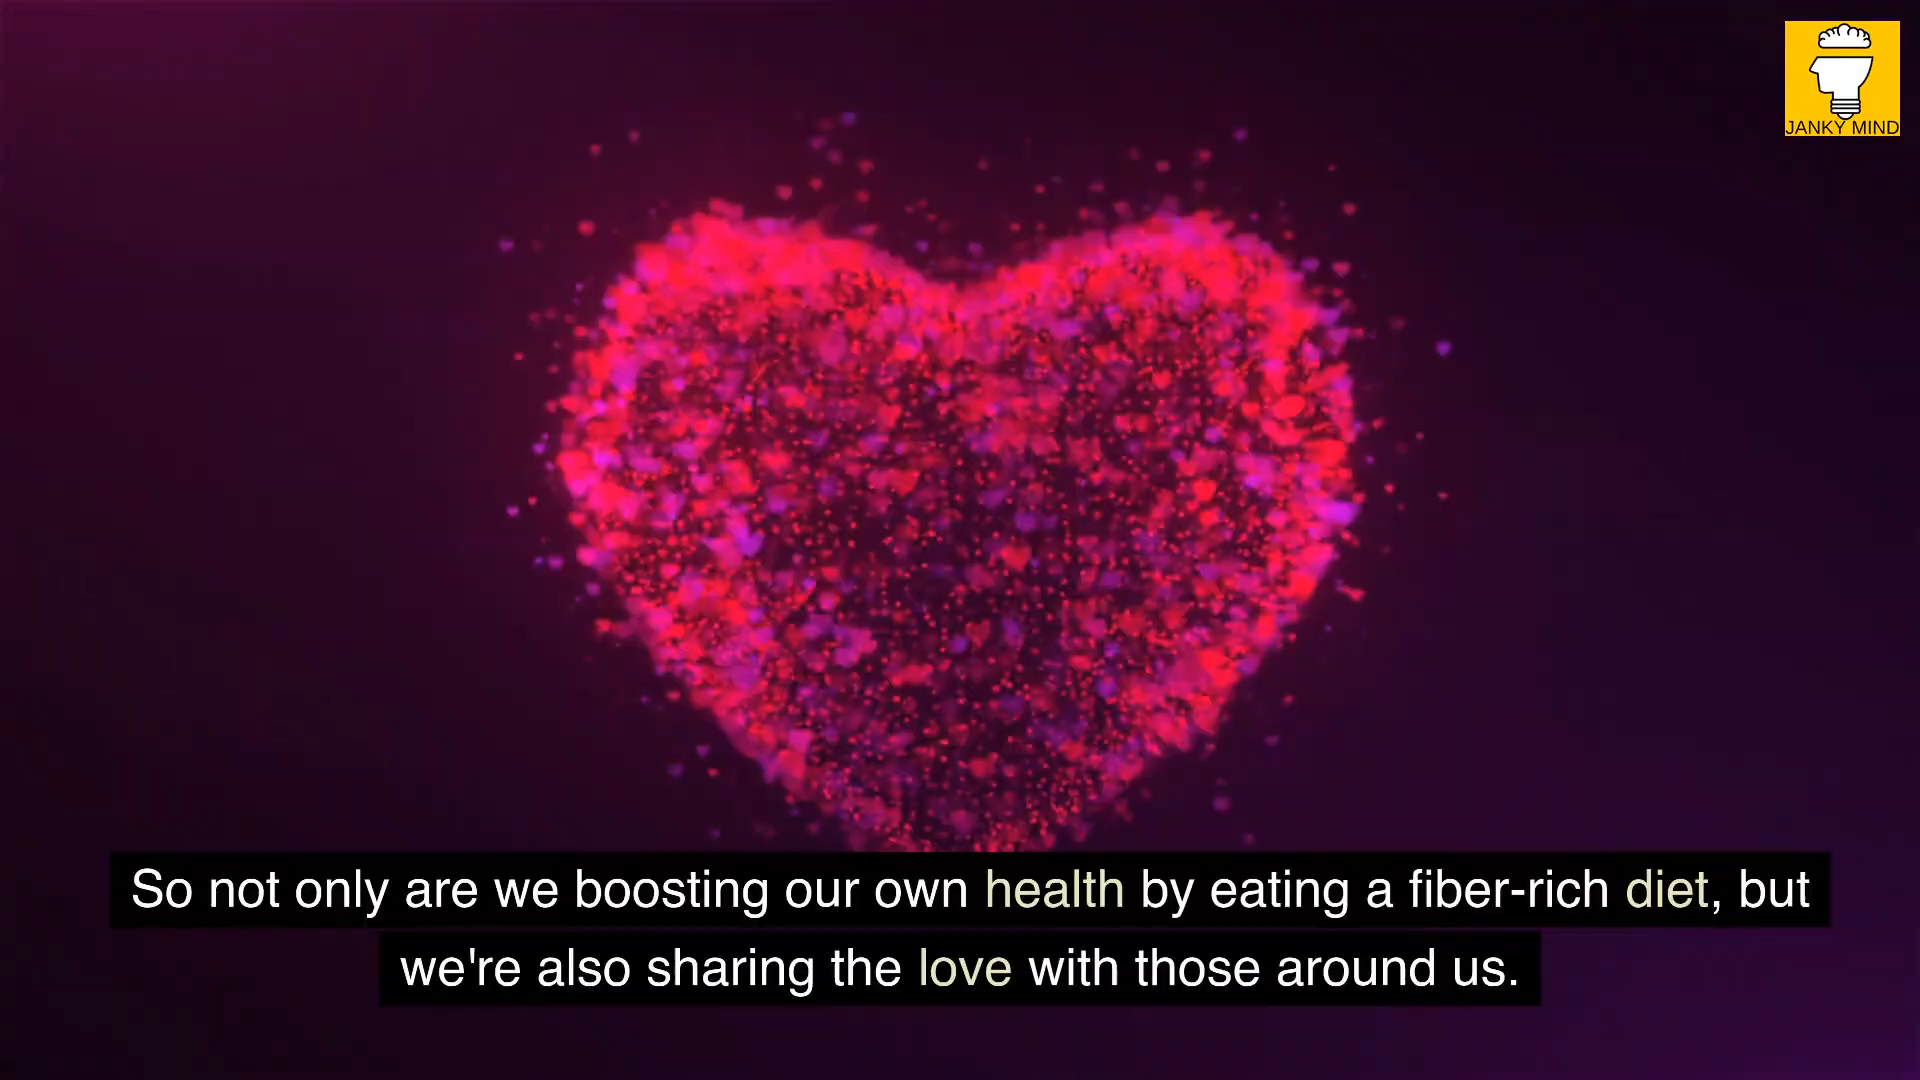 JANKY MIND
So not only are we boosting our own health by eating a fiber-rich diet, but
we're also sharing the love with those around us.